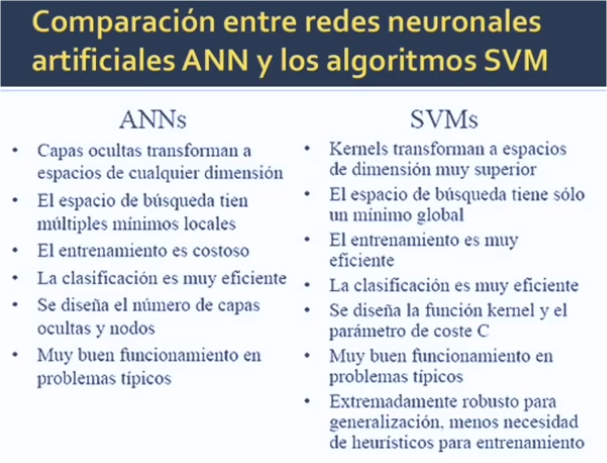 Comparación entre redes neuronales
artificiales ANN y los algoritmos SVM
ANNs
• Capas ocultas transforman a
espacios de cualquier dimensión
• El espacio de búsqueda tien
múltiples mínimos locales
• El entrenamiento es costoso
• La clasificación es muy eficiente
• Se diseña el número de capas
ocultas y nodos
• Muy buen funcionamiento en
problemas típicos
SVMs
• Kernels transforman a espacios
de dimensión muy superior
• El espacio de búsqueda tiene sólo
un mínimo global
• El entrenamiento es muy
eficiente
• La clasificación es muy eficiente
• Se diseña la función kernel y el
parámetro de coste C
• Muy buen funcionamiento en
problemas típicos
• Extremadamente robusto para
generalización, menos necesidad
de heurísticos para entrenamiento